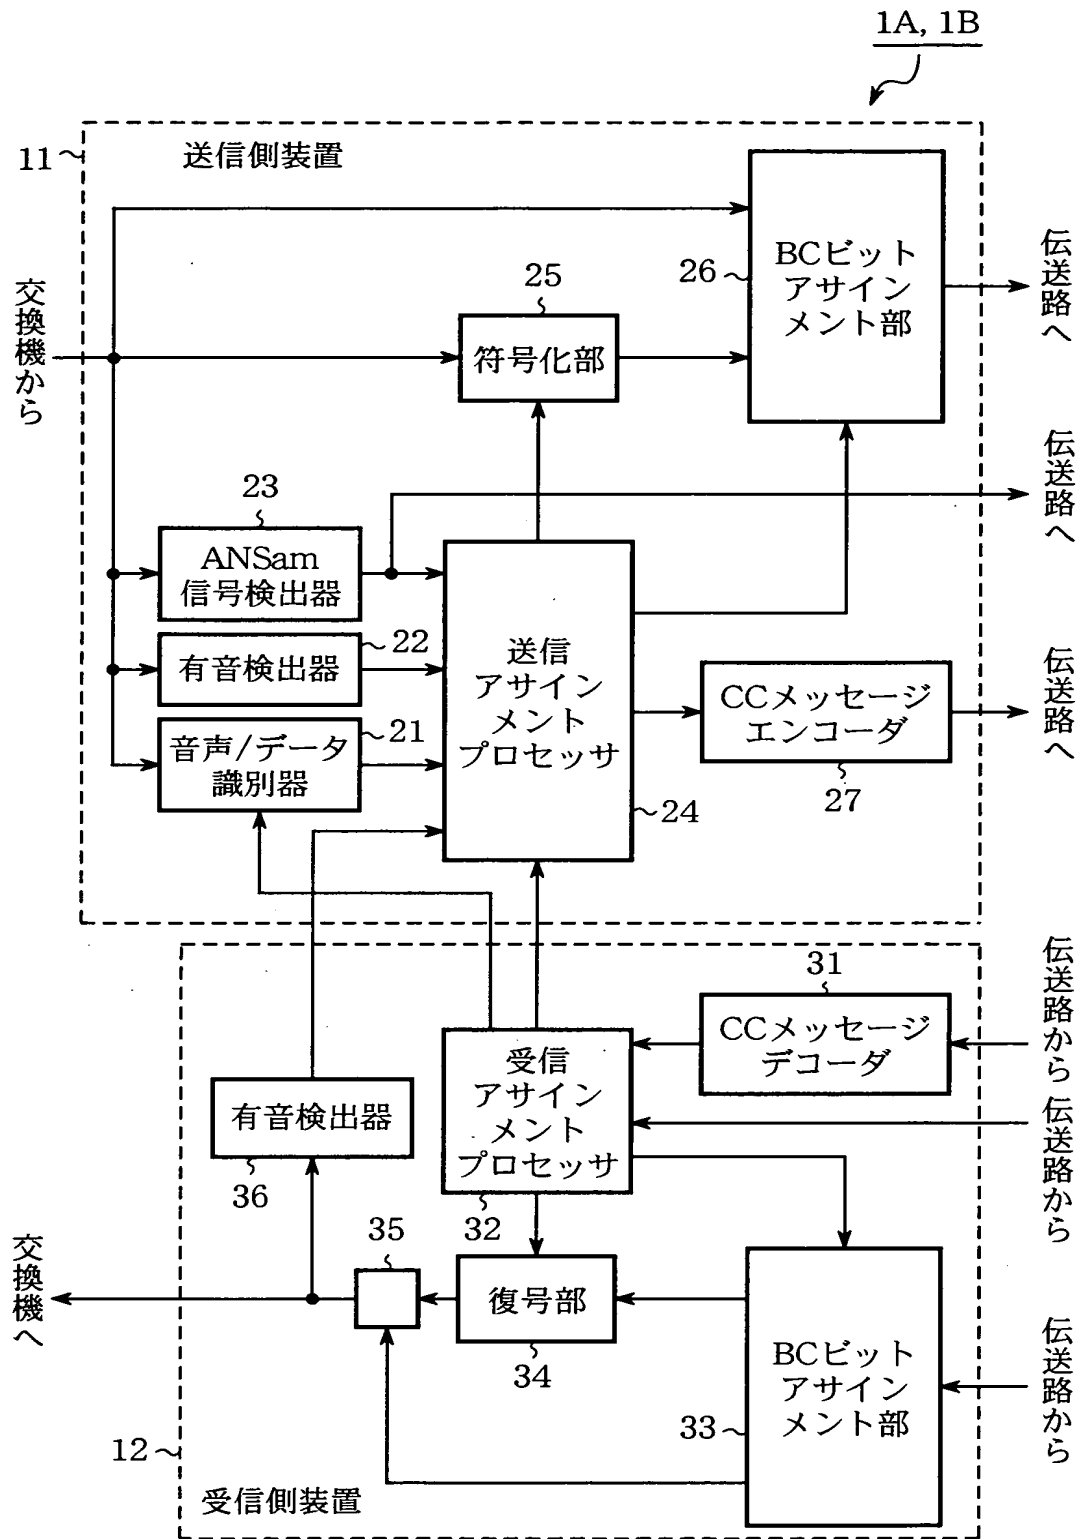 1A, 1B
11
送信側装置
BCビット
アサイン
メント部
26
伝送路へ
25
符号化部
交換機から
伝送路へ
23
ANSam
信号検出器
22
有音検出器
21
音声/データ
識別器
送信
アサイン
メント
プロセッサ
24
CCメッセージ
エンコーダ
27
伝送路へ
31
CCメッセージ
デコーダ
伝送路から
受信
アサイン
メント
プロセッサ
32
伝送路から
有音検出器
36
35
復号部
34
交換機へ
BCビット
アサイン
メント部
33
伝送路から
12
受信側装置